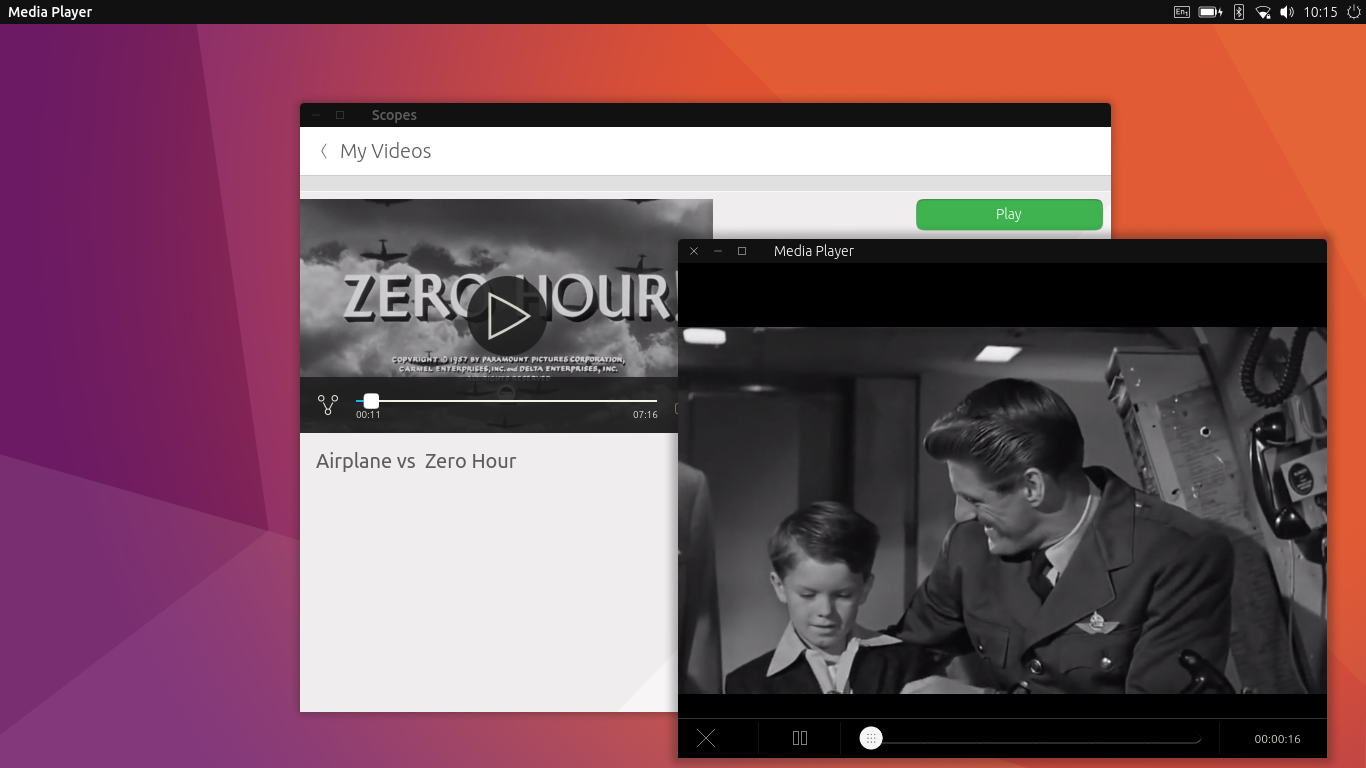 Media Player
En₁
10:15
Scopes
My Videos
Play
ZERO HOUR!
COPYRIGHT © 1957 BY PARAMOUNT PICTURES CORPORATION,
CARMEL ENTERPRISES, INC. and DELTA ENTERPRISES, INC.
ALL RIGHTS RESERVED
00:11
07:16
Airplane vs Zero Hour
Media Player
00:00:16